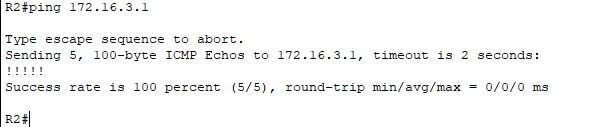 R2#ping 172.16.3.1
Type escape sequence to abort.
Sending 5, 100-byte ICMP Echos to 172.16.3.1, timeout is 2 seconds:
!!!!!
Success rate is 100 percent (5/5), round-trip min/avg/max = 0/0/0 ms
R2#